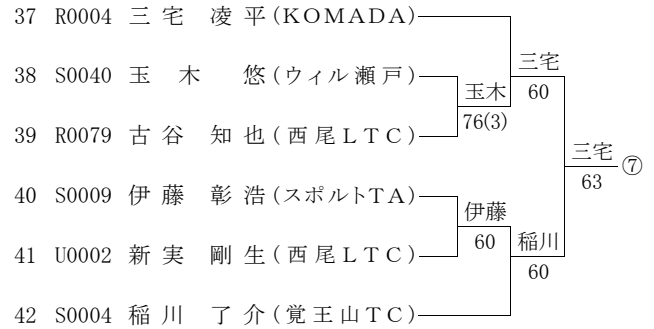 37 R0004 三宅 凌平(KOMADA)
三宅
38 S0040 玉木 悠(ウィル瀬戸)
玉木
60
76(3)
39 R0079 古谷 知也(西尾LTC)
三宅
⑦
63
40 S0009 伊藤 彰浩(スポルトTA)
伊藤
60
稲川
41 U0002 新実 剛生(西尾LTC)
60
42 S0004 稲川 了介(覚王山TC)